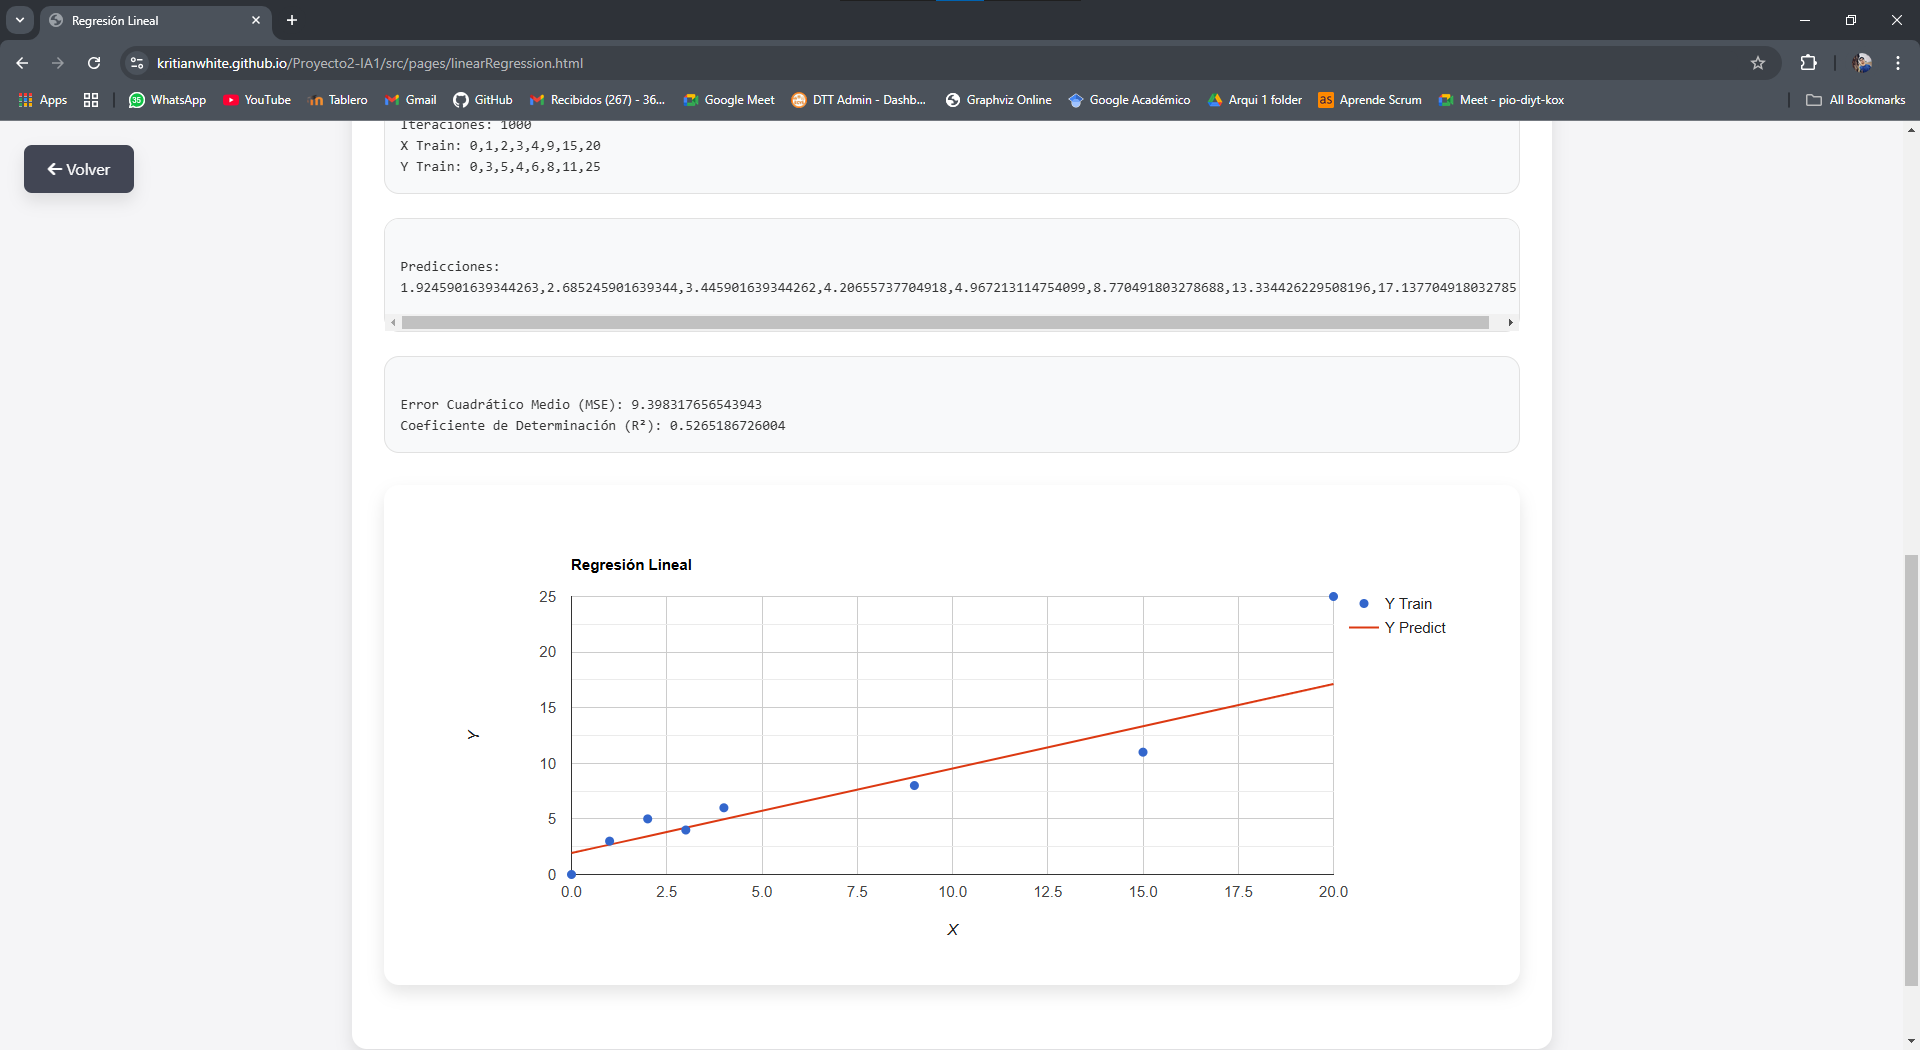 Regresión Lineal
kritianwhite.github.io/Proyecto2-IA1/src/pages/linearRegression.html
Apps
WhatsApp
YouTube
Tablero
Gmail
GitHub
Recibidos (267) - 36...
Google Meet
DTT Admin - Dashb...
Graphviz Online
Google Académico
Arqui 1 folder
as Aprende Scrum
Meet - pio-diyt-kox
All Bookmarks
Volver
Iteraciones: 1000
X Train: 0,1,2,3,4,9,15,20
Y Train: 0,3,5,4,6,8,11,25
Predicciones:
1.9245901639344263,2.685245901639344,3.445901639344262,4.20655737704918,4.967213114754099,8.770491803278688,13.334426229508196,17.137704918032785
Error Cuadrático Medio (MSE): 9.398317656543943
Coeficiente de Determinación (R²): 0.5265186726004
Regresión Lineal
25
20
15
10
5
0
Y
0.0 2.5 5.0 7.5 10.0 12.5 15.0 17.5 20.0
X
Y Train
Y Predict